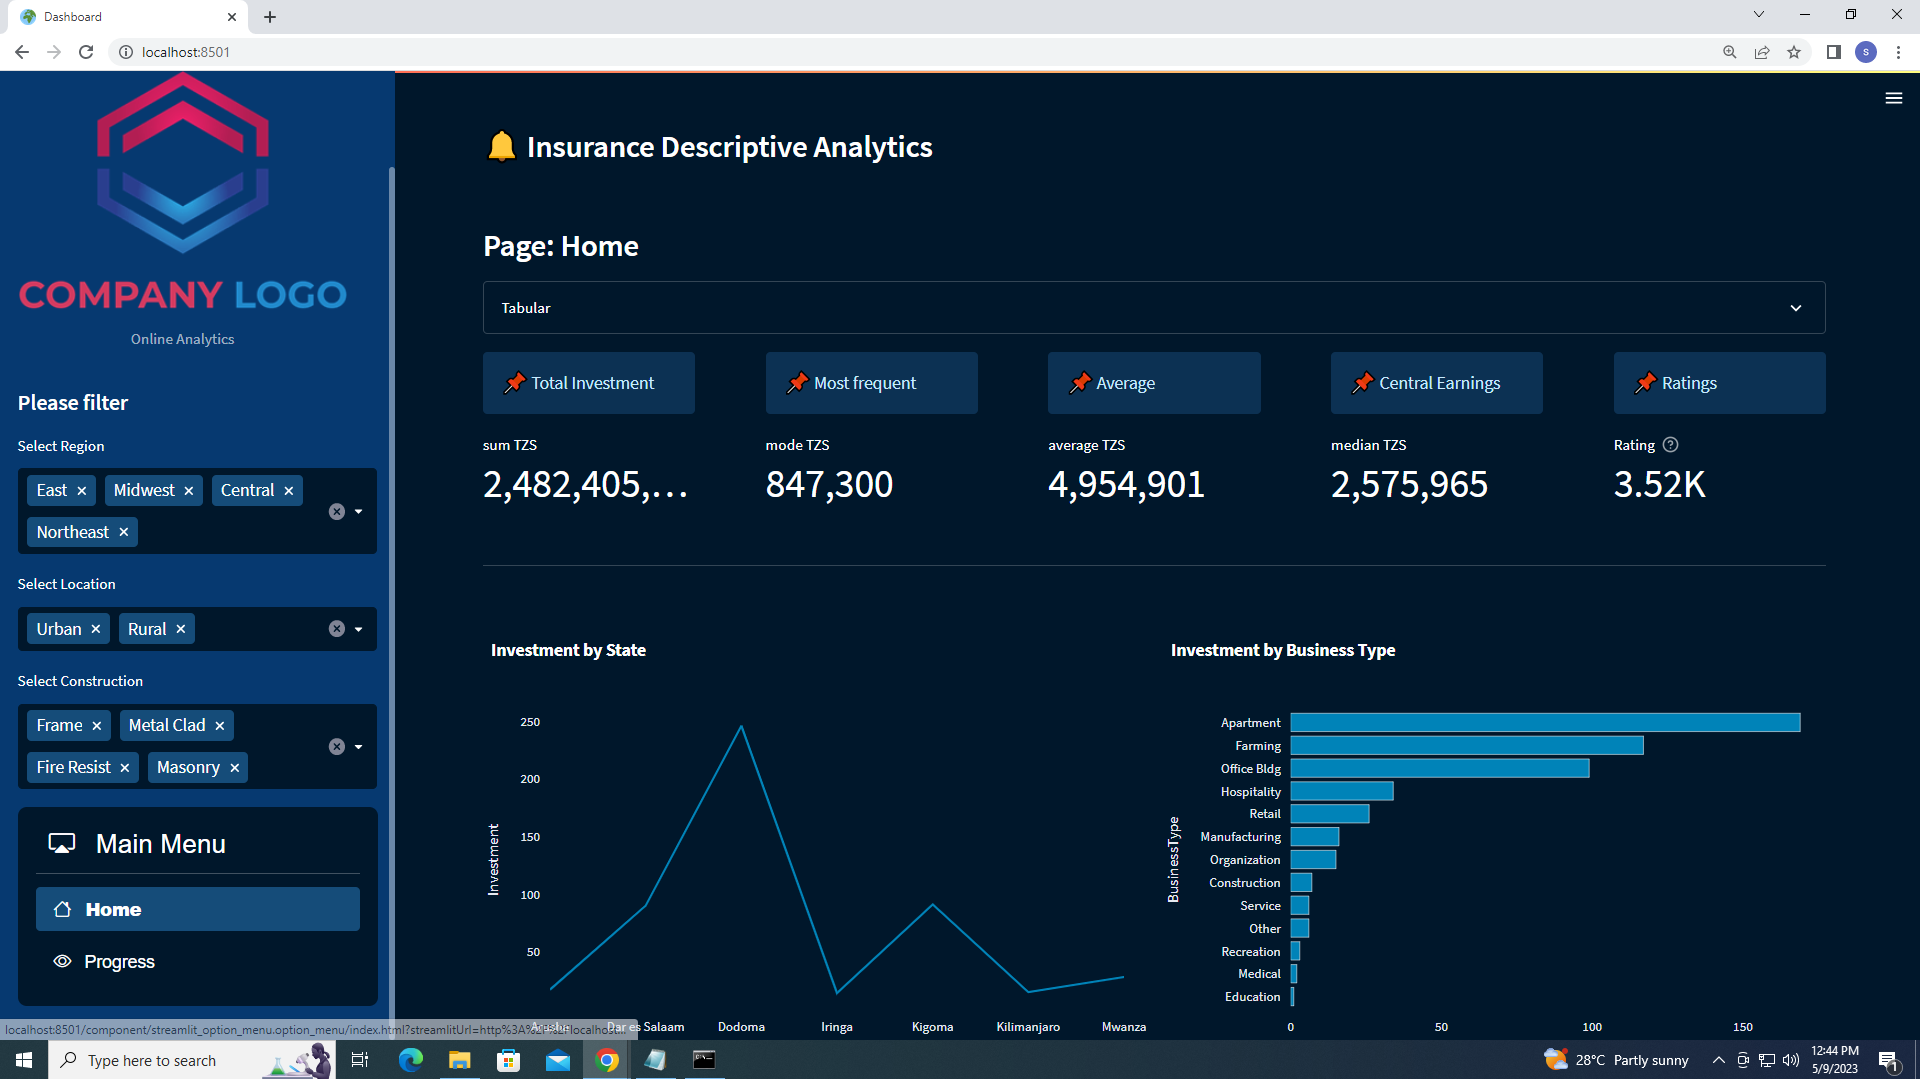 Dashboard
localhost:8501
S
COMPANY LOGO
Online Analytics
Please filter
Select Region
East × Midwest × Central ×
Northeast ×
Select Location
Urban × Rural ×
Select Construction
Frame × Metal Clad ×
Fire Resist × Masonry ×
Main Menu
Home
Progress
localhost:8501/component/streamlit_option_menu.option_menu/index.html?streamlitUrl=http%3A%2F%2Flocalhost...
Insurance Descriptive Analytics
Page: Home
Tabular
Total Investment
Most frequent
Average
Central Earnings
Ratings
sum TZS
mode TZS
average TZS
median TZS
Rating
2,482,405,...
847,300
4,954,901
2,575,965
3.52K
Investment by State
250
200
150
100
50
Investment
Arusha Dar es Salaam Dodoma Iringa Kigoma Kilimanjaro Mwanza
Investment by Business Type
BusinessType
Apartment
Farming
Office Bldg
Hospitality
Retail
Manufacturing
Organization
Construction
Service
Other
Recreation
Medical
Education
0 50 100 150
Type here to search
28°C Partly sunny
12:44 PM
5/9/2023
1